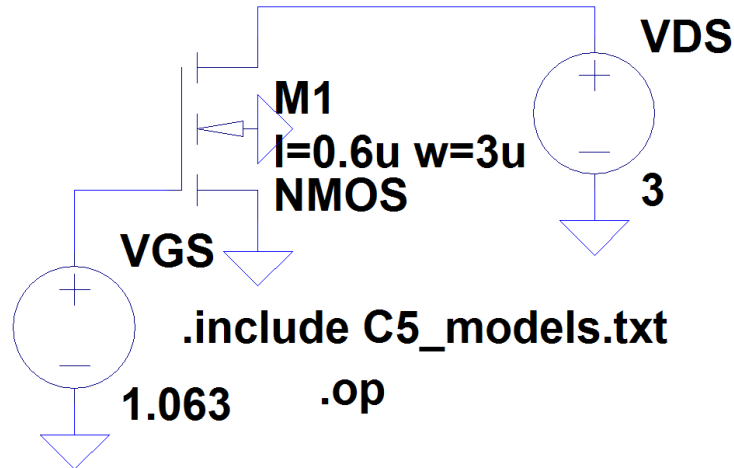 VDS
M1
l=0.6u w=3u
NMOS
3
VGS
.include C5_models.txt
1.063
.op